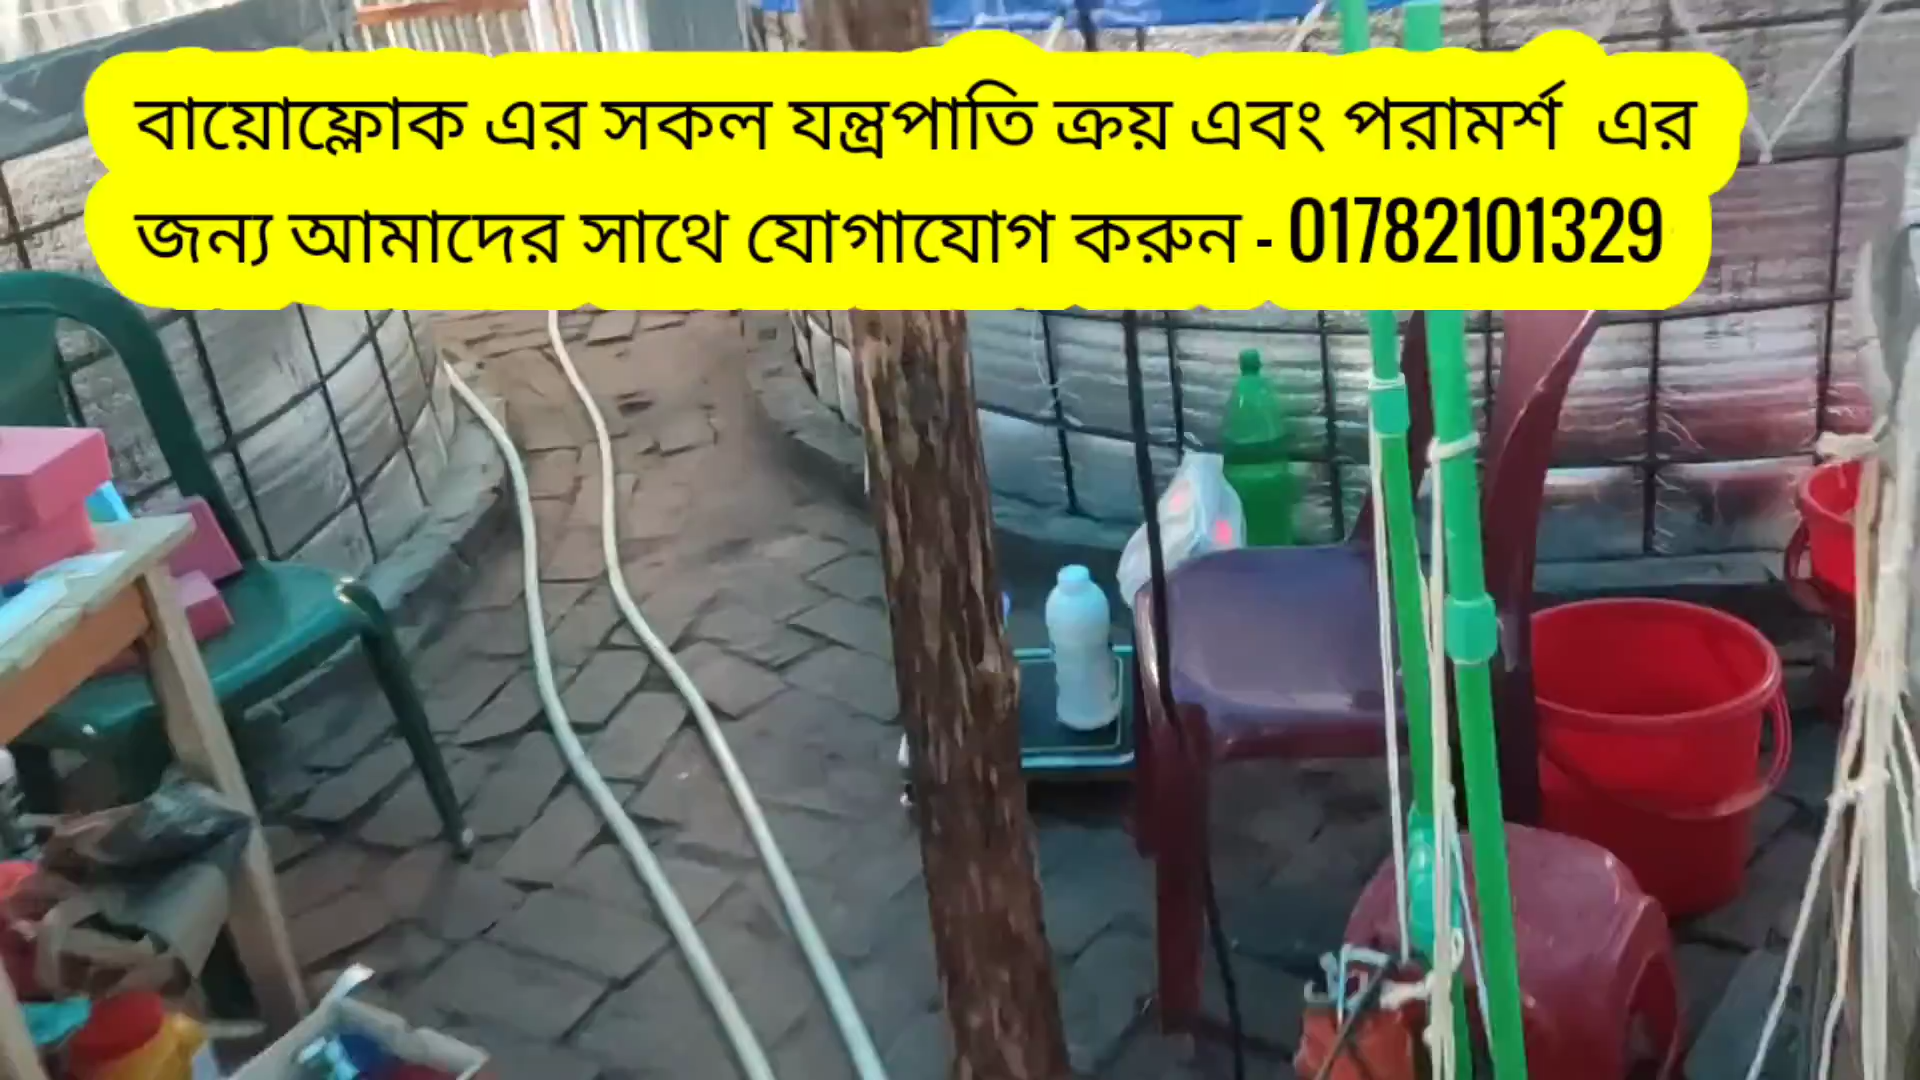 বায়োফ্লোক এর সকল যন্ত্রপাতি ক্রয় এবং পরামর্শ এর
জন্য আমাদের সাথে যোগাযোগ করুন - 01782101329